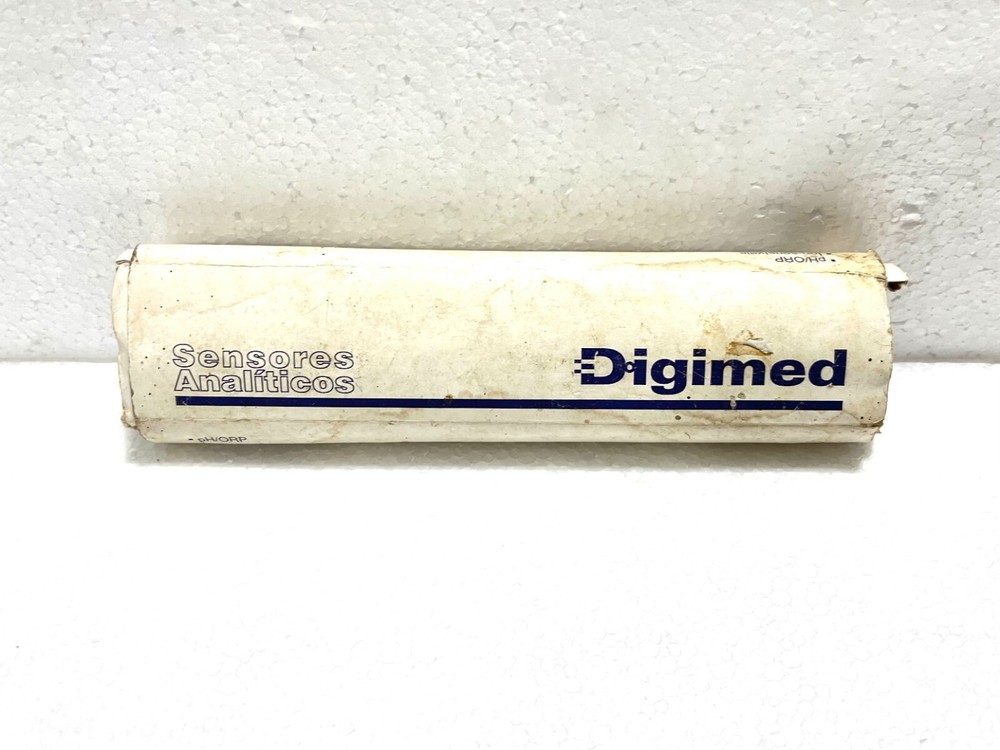 • pH/ORP
Sensores
Analíticos
Digimed
• pH/ORP